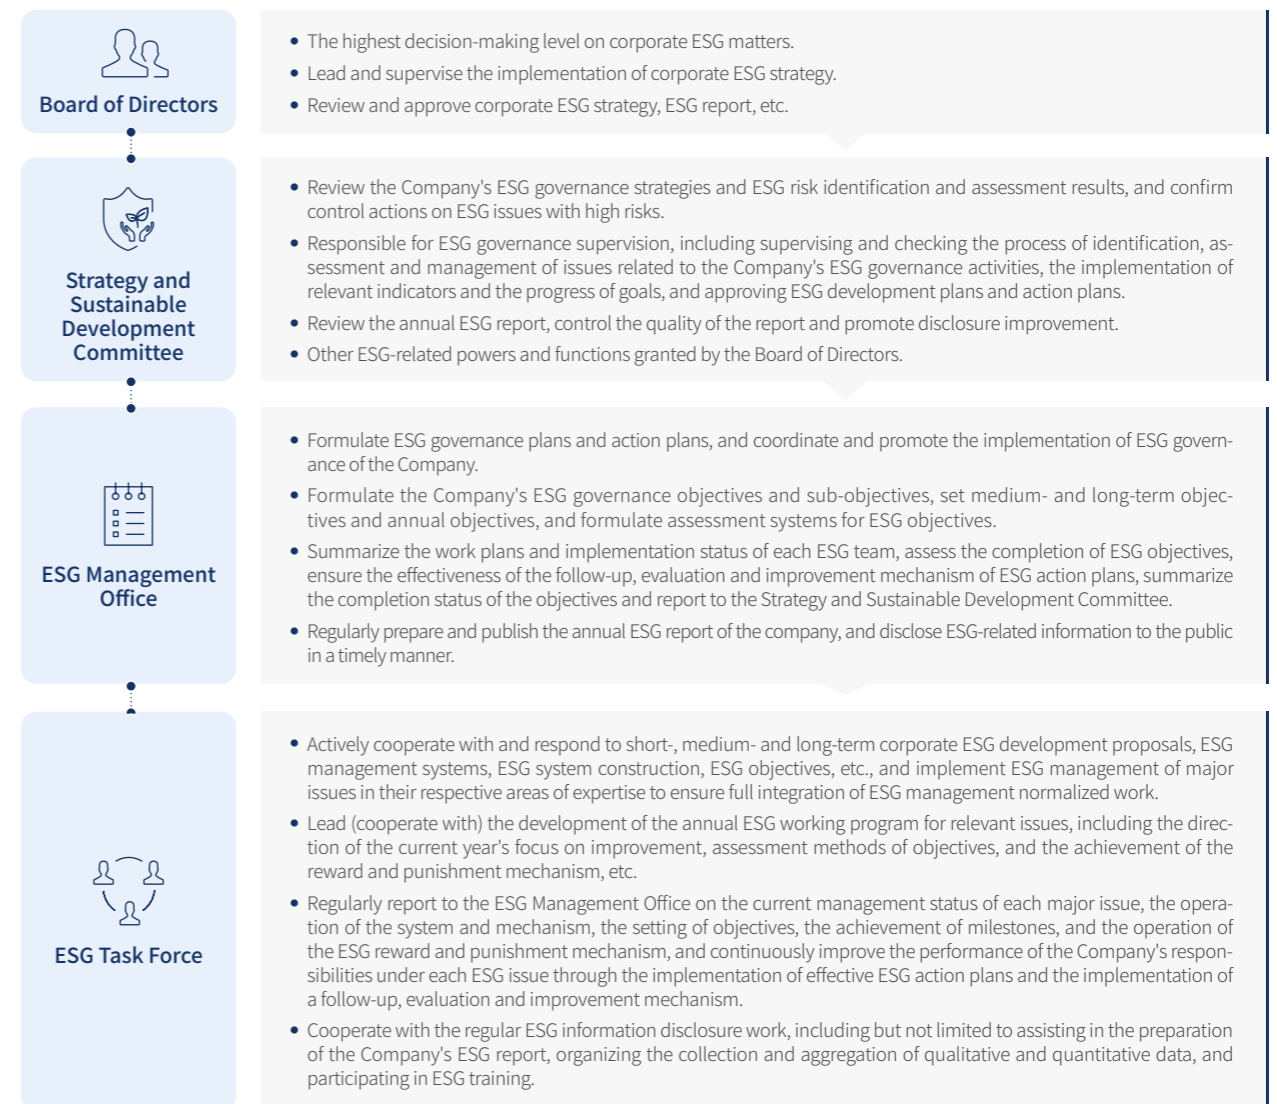 Board of Directors
• The highest decision-making level on corporate ESG matters.
• Lead and supervise the implementation of corporate ESG strategy.
• Review and approve corporate ESG strategy, ESG report, etc.
Strategy and
Sustainable
Development
Committee
• Review the Company's ESG governance strategies and ESG risk identification and assessment results, and confirm
control actions on ESG issues with high risks.
• Responsible for ESG governance supervision, including supervising and checking the process of identification, as-
sessment and management of issues related to the Company's ESG governance activities, the implementation of
relevant indicators and the progress of goals, and approving ESG development plans and action plans.
• Review the annual ESG report, control the quality of the report and promote disclosure improvement.
• Other ESG-related powers and functions granted by the Board of Directors.
ESG Management
Office
• Formulate ESG governance plans and action plans, and coordinate and promote the implementation of ESG govern-
ance of the Company.
• Formulate the Company's ESG governance objectives and sub-objectives, set medium- and long-term objec-
tives and annual objectives, and formulate assessment systems for ESG objectives.
• Summarize the work plans and implementation status of each ESG team, assess the completion of ESG objectives,
ensure the effectiveness of the follow-up, evaluation and improvement mechanism of ESG action plans, summarize
the completion status of the objectives and report to the Strategy and Sustainable Development Committee.
• Regularly prepare and publish the annual ESG report of the company, and disclose ESG-related information to the public
in a timely manner.
ESG Task Force
• Actively cooperate with and respond to short-, medium- and long-term corporate ESG development proposals, ESG
management systems, ESG system construction, ESG objectives, etc., and implement ESG management of major
issues in their respective areas of expertise to ensure full integration of ESG management normalized work.
• Lead (cooperate with) the development of the annual ESG working program for relevant issues, including the direc-
tion of the current year's focus on improvement, assessment methods of objectives, and the achievement of the
reward and punishment mechanism, etc.
• Regularly report to the ESG Management Office on the current management status of each major issue, the opera-
tion of the system and mechanism, the setting of objectives, the achievement of milestones, and the operation of
the ESG reward and punishment mechanism, and continuously improve the performance of the Company's respon-
sibilities under each ESG issue through the implementation of effective ESG action plans and the implementation of
a follow-up, evaluation and improvement mechanism.
• Cooperate with the regular ESG information disclosure work, including but not limited to assisting in the preparation
of the Company's ESG report, organizing the collection and aggregation of qualitative and quantitative data, and
participating in ESG training.